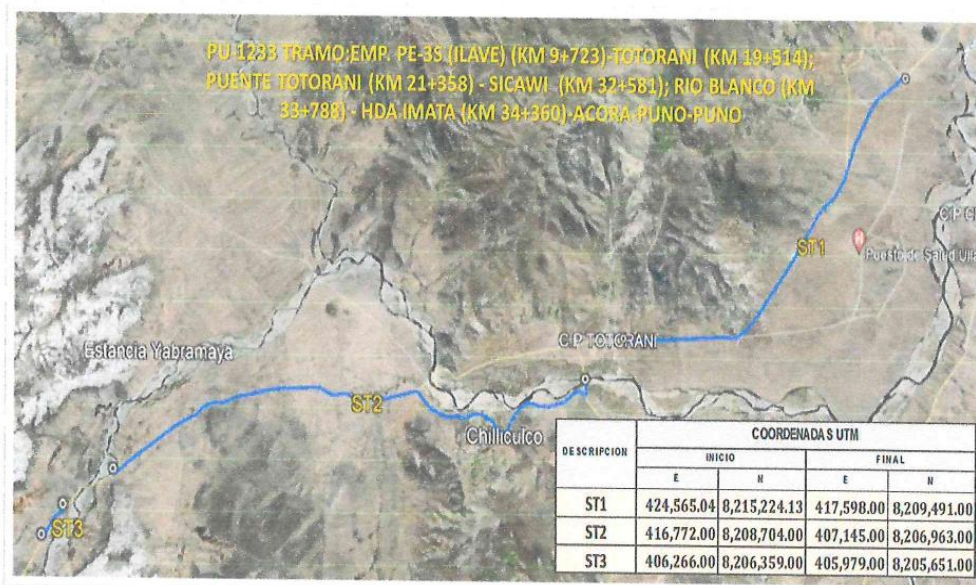 PU-1233 TRAMO:EMP. PE-3S (ILAVE) (KM 9+723)-TOTORANI (KM 19+514);
PUENTE TOTORANI (KM 21+358) - SICAWI (KM 32+581); RIO BLANCO (KM
33+788) - HDA IMATA (KM 34+360)-ACORA-PUNO-PUNO
ST1
Puesto de Salud
C.P. TOTORANI
Estancia Yabramaya
ST2
Chilliculco
ST3
DESCRIPCION
COORDENADAS UTM
INICIO FINAL
E N E N
ST1 424,565.04 8,215,224.13 417,598.00 8,209,491.00
ST2 416,772.00 8,208,704.00 407,145.00 8,206,963.00
ST3 406,266.00 8,206,359.00 405,979.00 8,205,651.00